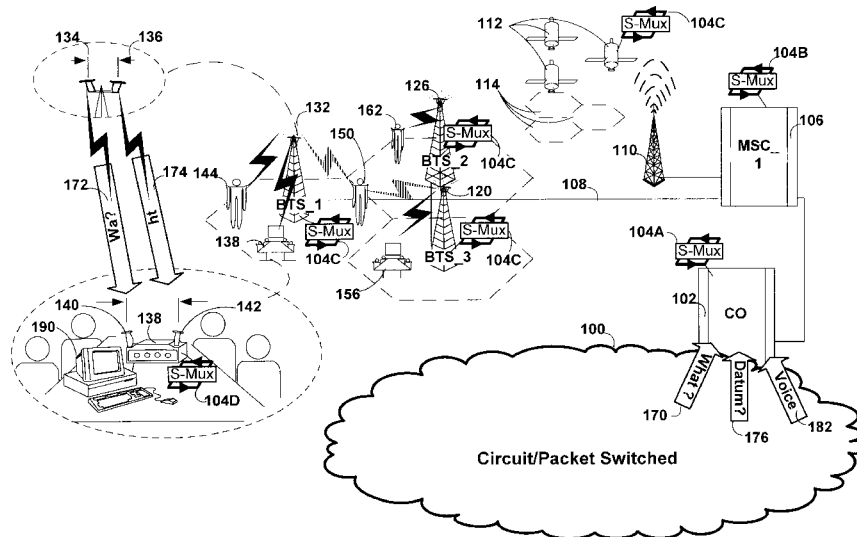 134
136
112
S-Mux
104C
S-Mux
104B
114
126
132
162
150
S-Mux
104C
BTS_2
MSC_
1
106
110
144
172
174
Wa?
ht
BTS_1
120
108
138
S-Mux
104C
S-Mux
104C
BTS_3
156
104A
S-Mux
102
CO
140
138
142
190
S-Mux
104D
100
What ?
Datum?
Voice
170
176
182
Circuit/Packet Switched